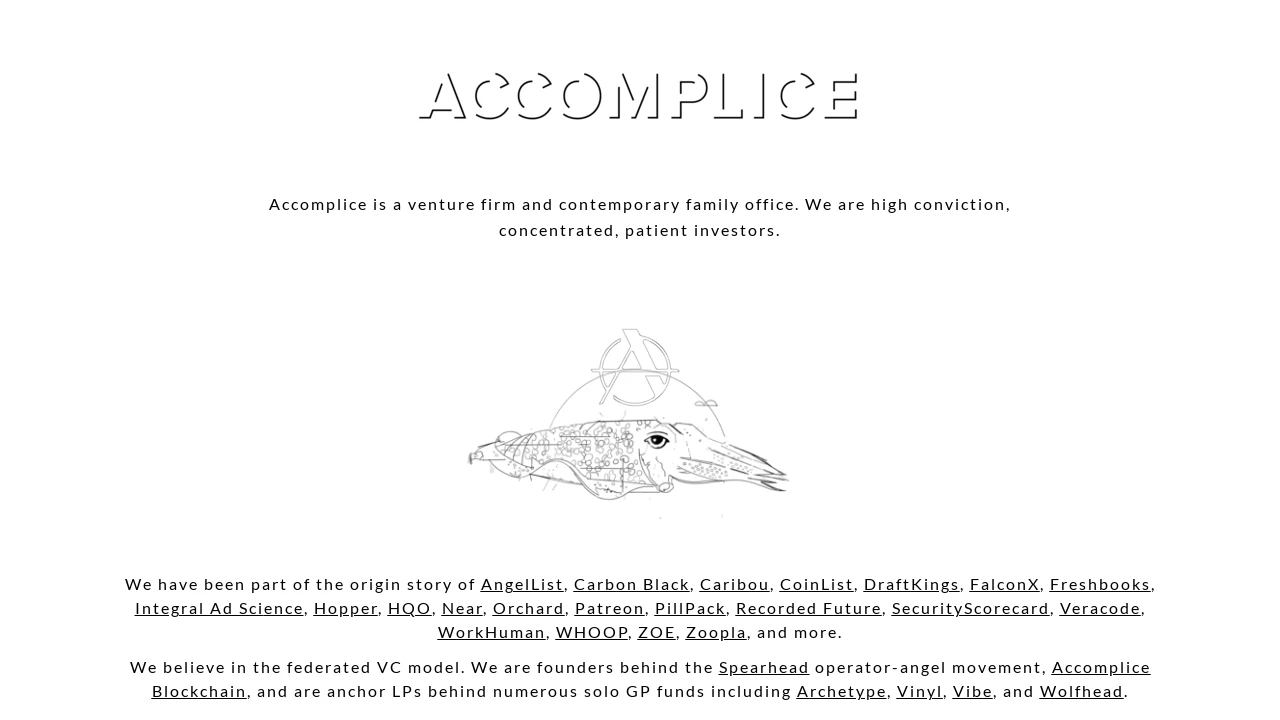 ACCOMPLICE
Accomplice is a venture firm and contemporary family office. We are high conviction,
concentrated, patient investors.
We have been part of the origin story of AngelList, Carbon Black, Caribou, CoinList, DraftKings, FalconX, Freshbooks,
Integral Ad Science, Hopper, HQO, Near, Orchard, Patreon, PillPack, Recorded Future, SecurityScorecard, Veracode,
WorkHuman, WHOOP, ZOE, Zoopla, and more.
We believe in the federated VC model. We are founders behind the Spearhead operator-angel movement, Accomplice
Blockchain, and are anchor LPs behind numerous solo GP funds including Archetype, Vinyl, Vibe, and Wolfhead.